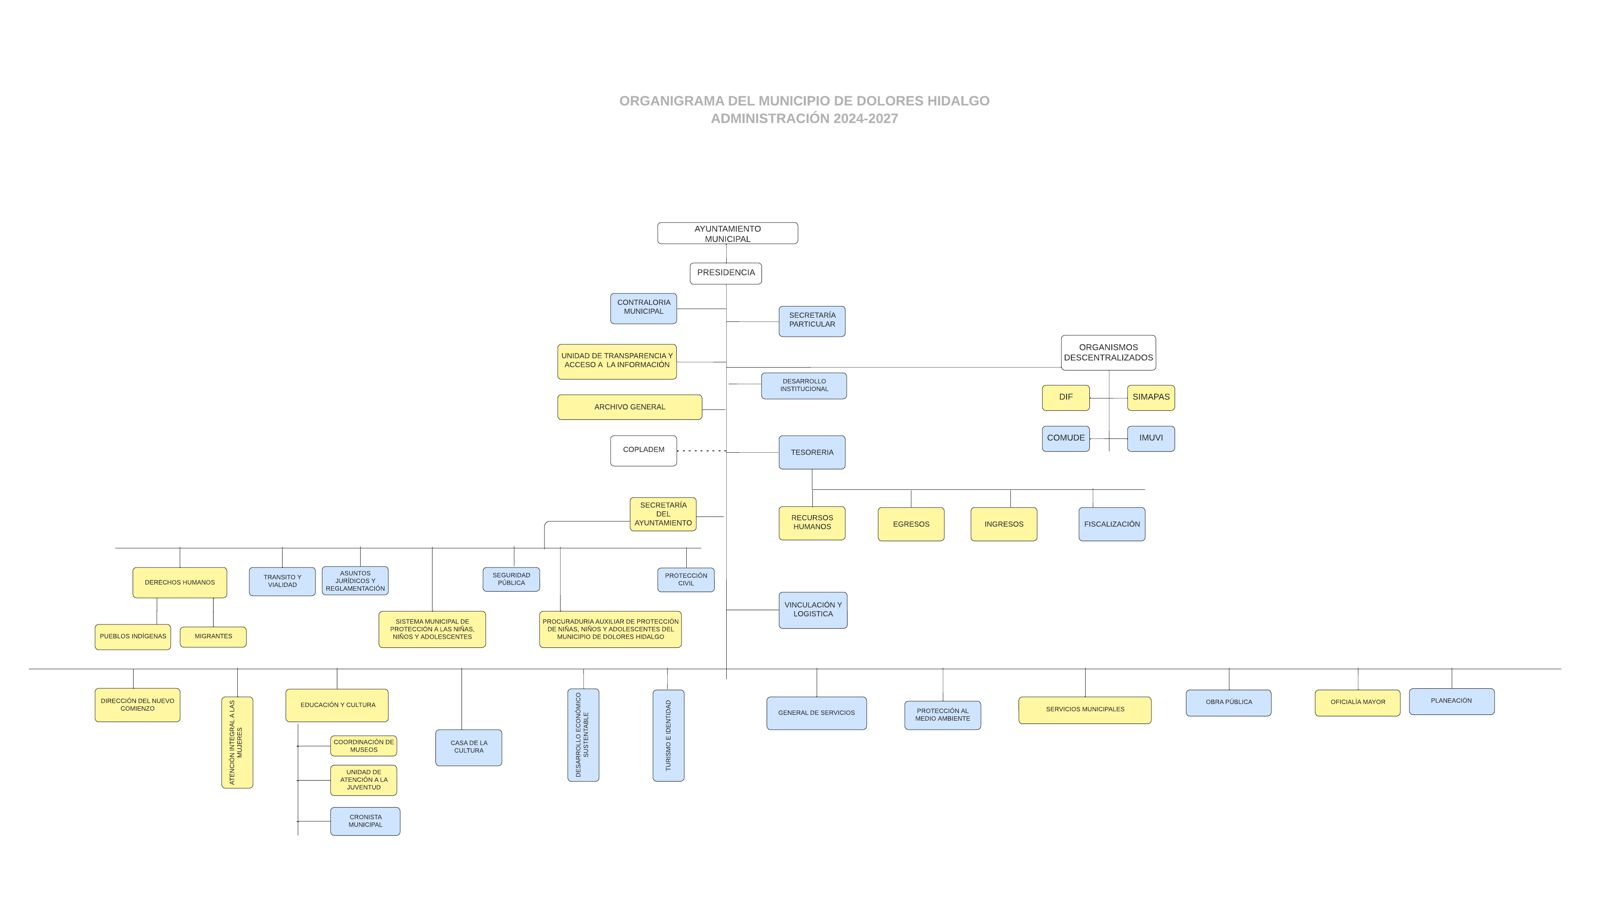 ORGANIGRAMA DEL MUNICIPIO DE DOLORES HIDALGO
ADMINISTRACIÓN 2024-2027
AYUNTAMIENTO
MUNICIPAL
PRESIDENCIA
CONTRALORIA
MUNICIPAL
SECRETARÍA
PARTICULAR
UNIDAD DE TRANSPARENCIA Y
ACCESO A LA INFORMACIÓN
ORGANISMOS
DESCENTRALIZADOS
DESARROLLO
INSTITUCIONAL
ARCHIVO GENERAL
DIF
SIMAPAS
COPLADEM
TESORERIA
COMUDE
IMUVI
SECRETARÍA
DEL
AYUNTAMIENTO
RECURSOS
HUMANOS
EGRESOS
INGRESOS
FISCALIZACIÓN
DERECHOS HUMANOS
TRANSITO Y
VIALIDAD
ASUNTOS
JURÍDICOS Y
REGLAMENTACIÓN
SEGURIDAD
PÚBLICA
PROTECCIÓN
CIVIL
PUEBLOS INDÍGENAS
MIGRANTES
SISTEMA MUNICIPAL DE
PROTECCIÓN A LAS NIÑAS,
NIÑOS Y ADOLESCENTES
PROCURADURIA AUXILIAR DE PROTECCIÓN
DE NIÑAS, NIÑOS Y ADOLESCENTES DEL
MUNICIPIO DE DOLORES HIDALGO
VINCULACIÓN Y
LOGISTICA
DIRECCIÓN DEL NUEVO
COMIENZO
ATENCIÓN INTEGRAL A LAS
MUJERES
EDUCACIÓN Y CULTURA
COORDINACIÓN DE
MUSEOS
UNIDAD DE
ATENCIÓN A LA
JUVENTUD
CRONISTA
MUNICIPAL
CASA DE LA
CULTURA
DESARROLLO ECONÓMICO
SUSTENTABLE
TURISMO E IDENTIDAD
GENERAL DE SERVICIOS
PROTECCIÓN AL
MEDIO AMBIENTE
SERVICIOS MUNICIPALES
OBRA PÚBLICA
OFICIALÍA MAYOR
PLANEACIÓN